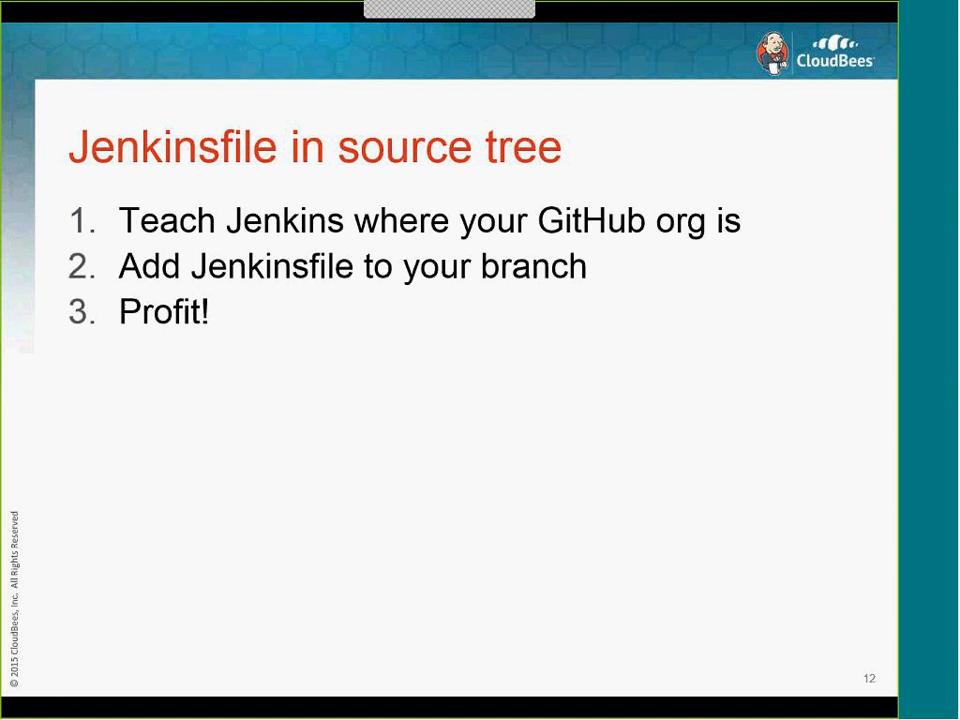 CloudBees
Jenkinsfile in source tree
1. Teach Jenkins where your GitHub org is
2. Add Jenkinsfile to your branch
3. Profit!
© 2015 CloudBees, Inc. All Rights Reserved
12